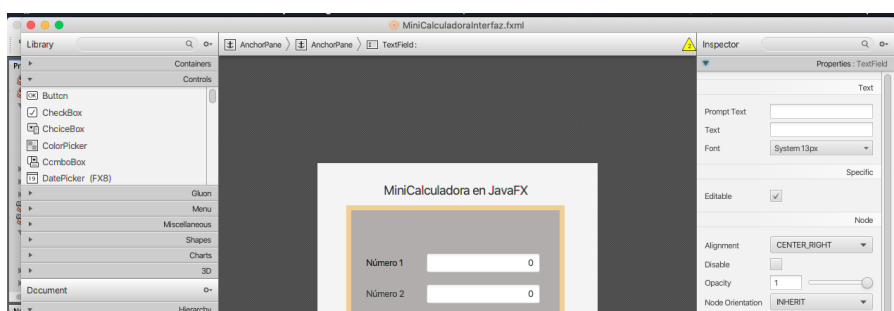 MiniCalculadoraInterfaz.fxml
Library
AnchorPane
AnchorPane
TextField:
Inspector
Containers
Controls
Button
CheckBox
ChoiceBox
ColorPicker
ComboBox
DatePicker (FX8)
Gluon
Menu
Miscellaneous
Shapes
Charts
3D
Document
Hierarchy
MiniCalculadora en JavaFX
Número 1
0
Número 2
0
Properties : TextField
Text
Prompt Text
Text
Font
System 13px
Specific
Editable
Node
Alignment
CENTER_RIGHT
Disable
Opacity
1
Node Orientation
INHERIT